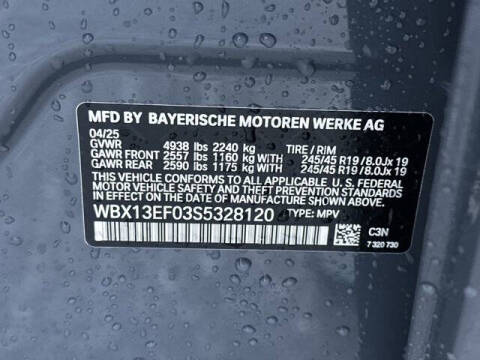 MFD BY BAYERISCHE MOTOREN WERKE AG
04/25
GVWR 4938 lbs 2240 kg TIRE / RIM
GAWR FRONT 2557 lbs 1160 kg WITH 245/45 R19 / 8.0Jx 19
GAWR REAR 2590 lbs 1175 kg WITH 245/45 R19 / 8.0Jx 19
THIS VEHICLE CONFORMS TO ALL APPLICABLE U. S. FEDERAL
MOTOR VEHICLE SAFETY AND THEFT PREVENTION STANDARDS
IN EFFECT ON THE DATE OF MANUFACTURE SHOWN ABOVE.
WBX13EF03S5328120 TYPE: MPV
C3N
7 320 730